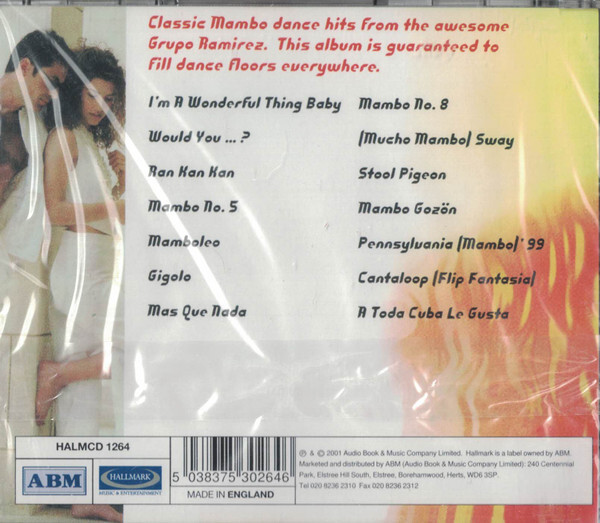 Classic Mambo dance hits from the awesome
Grupo Ramirez. This album is guaranteed to
fill dance floors everywhere.
I'm A Wonderful Thing Baby
Would You ... ?
Ran Kan Kan
Mambo No. 5
Mamboleo
Gigolo
Mas Que Nada
Mambo No. 8
(Mucho Mambo) Sway
Stool Pigeon
Mambo Gozön
Pennsylvania (Mambo)' 99
Cantaloop (Flip Fantasia)
A Toda Cuba Le Gusta
HALMCD 1264
ABM
HALLMARK
MUSIC & ENTERTAINMENT
5 038375 302646
MADE IN ENGLAND
℗ & © 2001 Audio Book & Music Company Limited. Hallmark is a label owned by ABM.
Marketed and distributed by ABM (Audio Book & Music Company Limited): 240 Centennial
Park, Elstree Hill South, Elstree, Borehamwood, Herts, WD6 3SP.
Tel 020 8236 2310 Fax 020 8236 2312